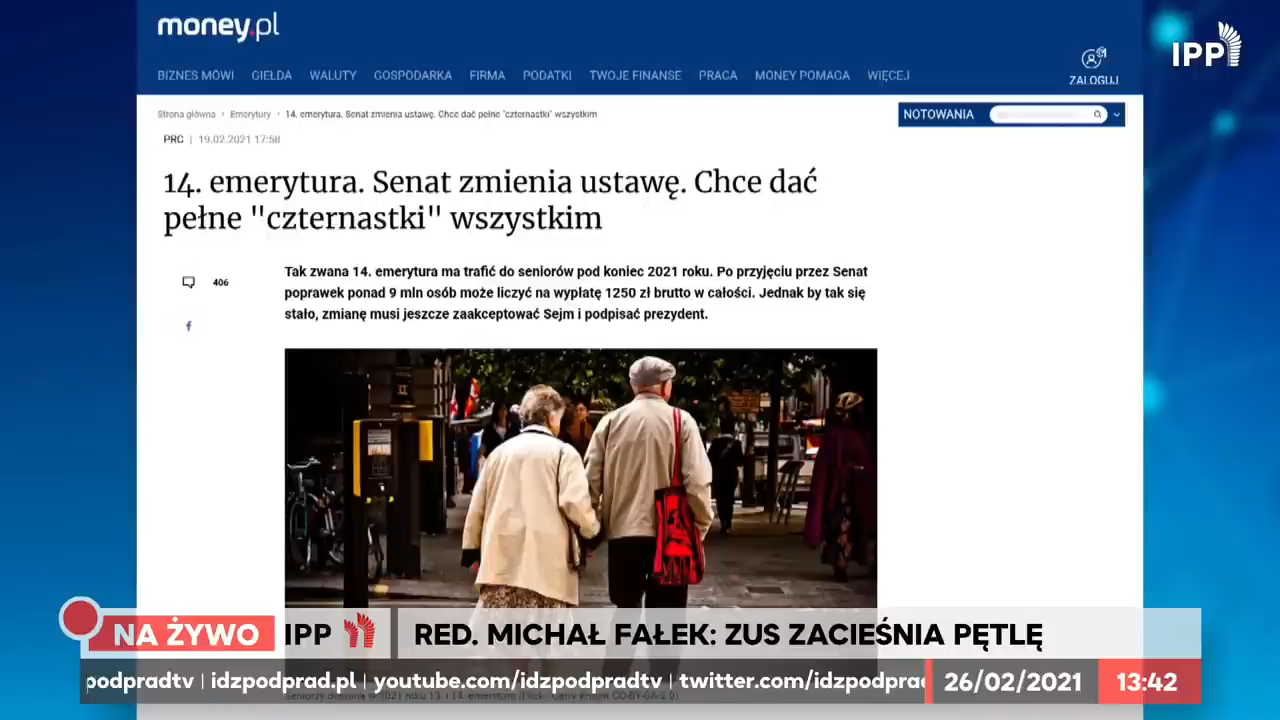 money.pl
IPP
BIZNES MÓWI GIEŁDA WALUTY GOSPODARKA FIRMA PODATKI TWOJE FINANSE PRACA MONEY POMAGA WIĘCEJ
ZALOGUJ
Strona główna › Emerytury › 14. emerytura. Senat zmienia ustawę. Chce dać pełne "czternastki" wszystkim
NOTOWANIA
PRC | 19.02.2021 17:58
14. emerytura. Senat zmienia ustawę. Chce dać
pełne "czternastki" wszystkim
406
Tak zwana 14. emerytura ma trafić do seniorów pod koniec 2021 roku. Po przyjęciu przez Senat
poprawek ponad 9 mln osób może liczyć na wypłatę 1250 zł brutto w całości. Jednak by tak się
stało, zmianę musi jeszcze zaakceptować Sejm i podpisać prezydent.
NA ŻYWO IPP RED. MICHAŁ FAŁEK: ZUS ZACIEŚNIA PĘTLĘ
podpradtv | idzpodprad.pl | youtube.com/idzpodpradtv | twitter.com/idzpodprad 26/02/2021 13:42